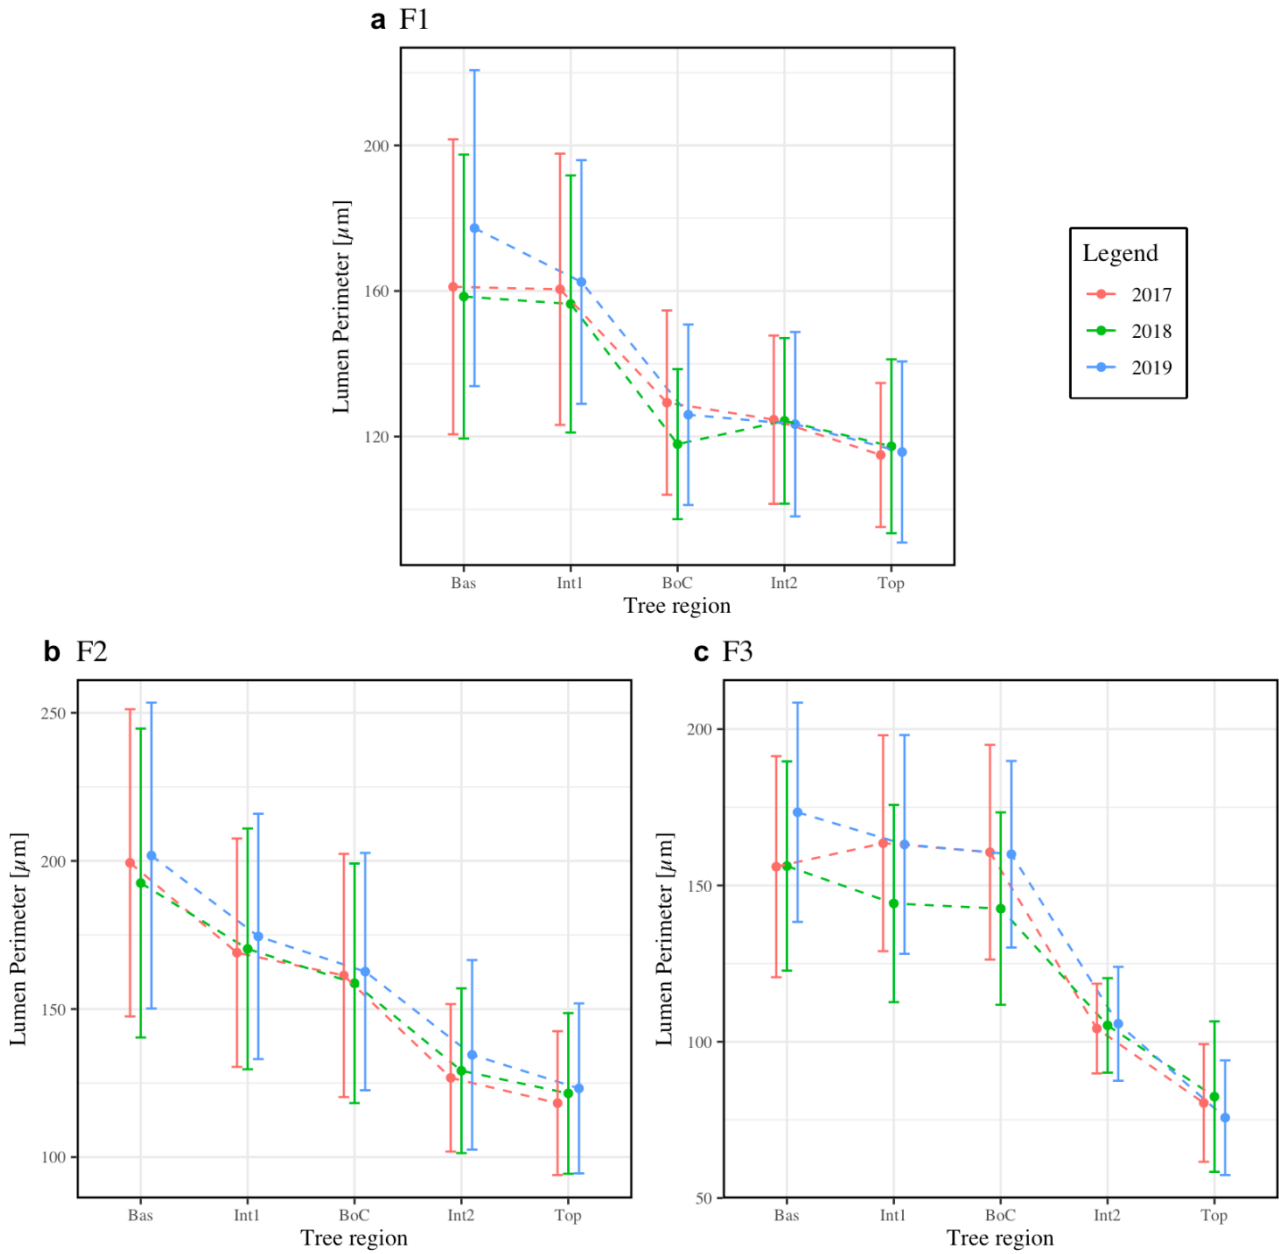 a F1
Lumen Perimeter [µm]
200
160
120
Bas Int1 BoC Int2 Top
Tree region
Legend
2017
2018
2019
b F2
Lumen Perimeter [µm]
250
200
150
100
Bas Int1 BoC Int2 Top
Tree region
c F3
Lumen Perimeter [µm]
200
150
100
50
Bas Int1 BoC Int2 Top
Tree region